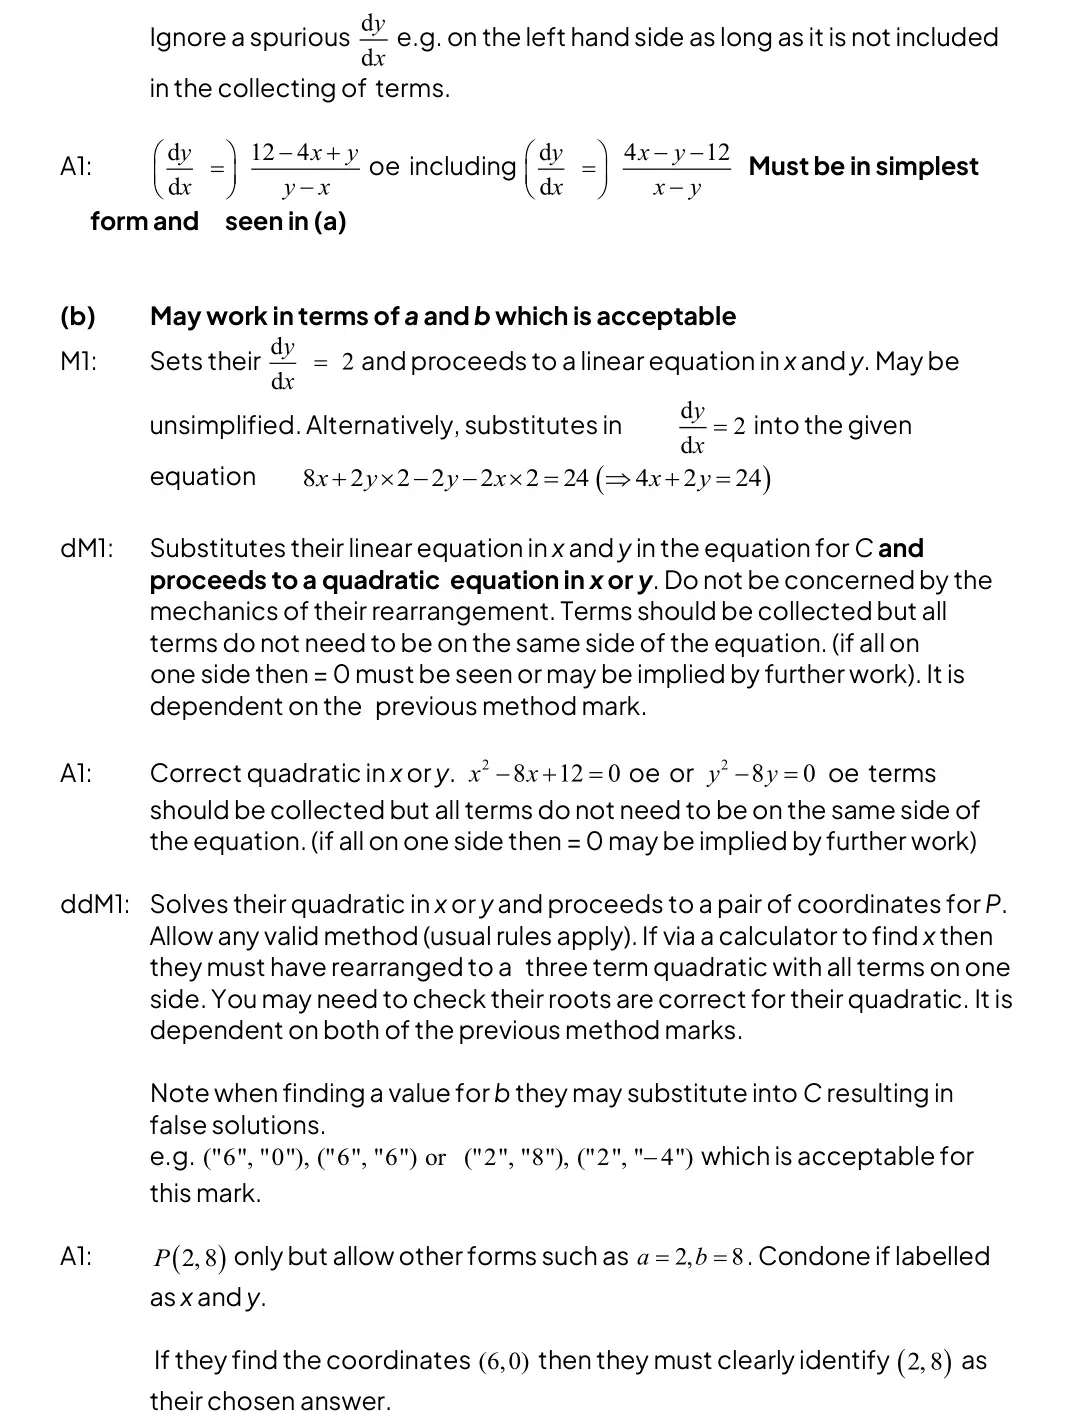 Ignore a spurious dy/dx e.g. on the left hand side as long as it is not included
in the collecting of terms.
A1: (dy/dx =) (12 − 4x + y)/(y − x) oe including (dy/dx =) (4x − y − 12)/(x − y) Must be in simplest
form and seen in (a)
(b) May work in terms of a and b which is acceptable
M1: Sets their dy/dx = 2 and proceeds to a linear equation in x and y. May be
unsimplified. Alternatively, substitutes in dy/dx = 2 into the given
equation 8x + 2y × 2 − 2y − 2x × 2 = 24 (⇒ 4x + 2y = 24)
dM1: Substitutes their linear equation in x and y in the equation for C and
proceeds to a quadratic equation in x or y. Do not be concerned by the
mechanics of their rearrangement. Terms should be collected but all
terms do not need to be on the same side of the equation. (if all on
one side then = 0 must be seen or may be implied by further work). It is
dependent on the previous method mark.
A1: Correct quadratic in x or y. x² − 8x + 12 = 0 oe or y² − 8y = 0 oe terms
should be collected but all terms do not need to be on the same side of
the equation. (if all on one side then = 0 may be implied by further work)
ddM1: Solves their quadratic in x or y and proceeds to a pair of coordinates for P.
Allow any valid method (usual rules apply). If via a calculator to find x then
they must have rearranged to a three term quadratic with all terms on one
side. You may need to check their roots are correct for their quadratic. It is
dependent on both of the previous method marks.
Note when finding a value for b they may substitute into C resulting in
false solutions.
e.g. ("6", "0"), ("6", "6") or ("2", "8"), ("2", "−4") which is acceptable for
this mark.
A1: P(2, 8) only but allow other forms such as a = 2, b = 8. Condone if labelled
as x and y.
If they find the coordinates (6, 0) then they must clearly identify (2, 8) as
their chosen answer.